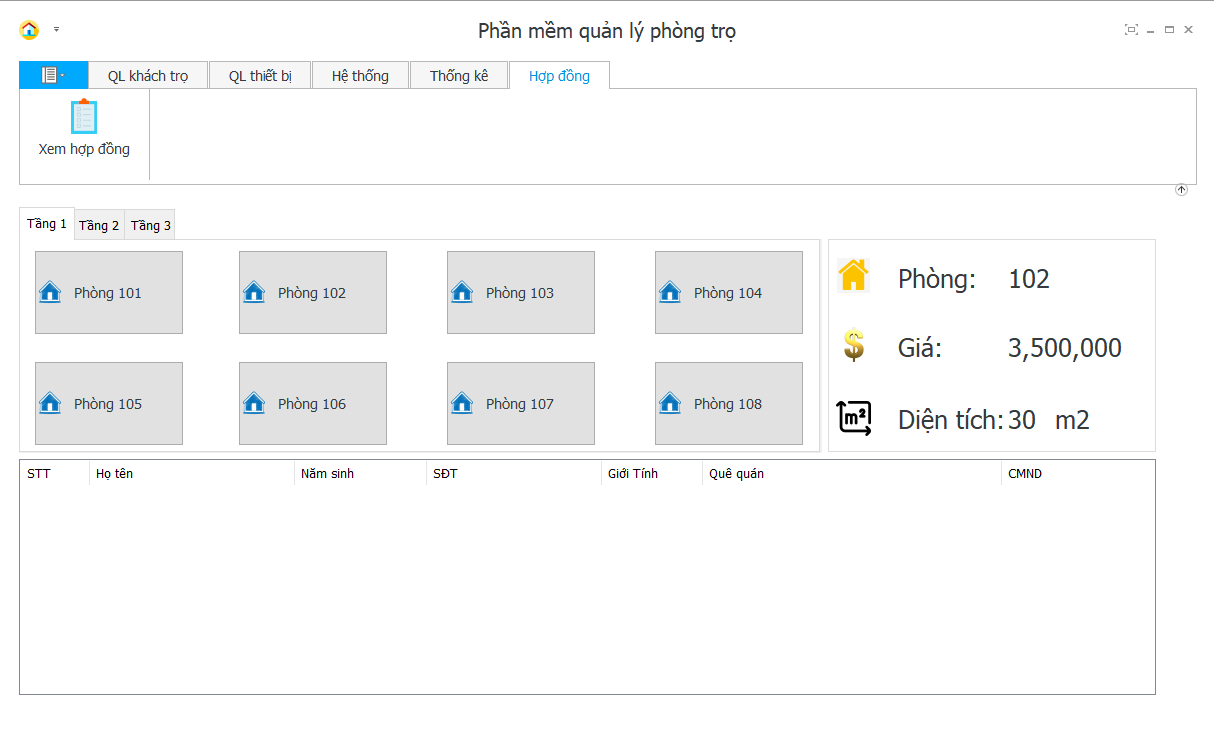 Phần mềm quản lý phòng trọ
QL khách trọ QL thiết bị Hệ thống Thống kê Hợp đồng
Xem hợp đồng
Tầng 1 Tầng 2 Tầng 3
Phòng 101 Phòng 102 Phòng 103 Phòng 104
Phòng 105 Phòng 106 Phòng 107 Phòng 108
Phòng: 102
$
Giá: 3,500,000
m²
Diện tích: 30 m2
STT Họ tên Năm sinh SĐT Giới Tính Quê quán CMND